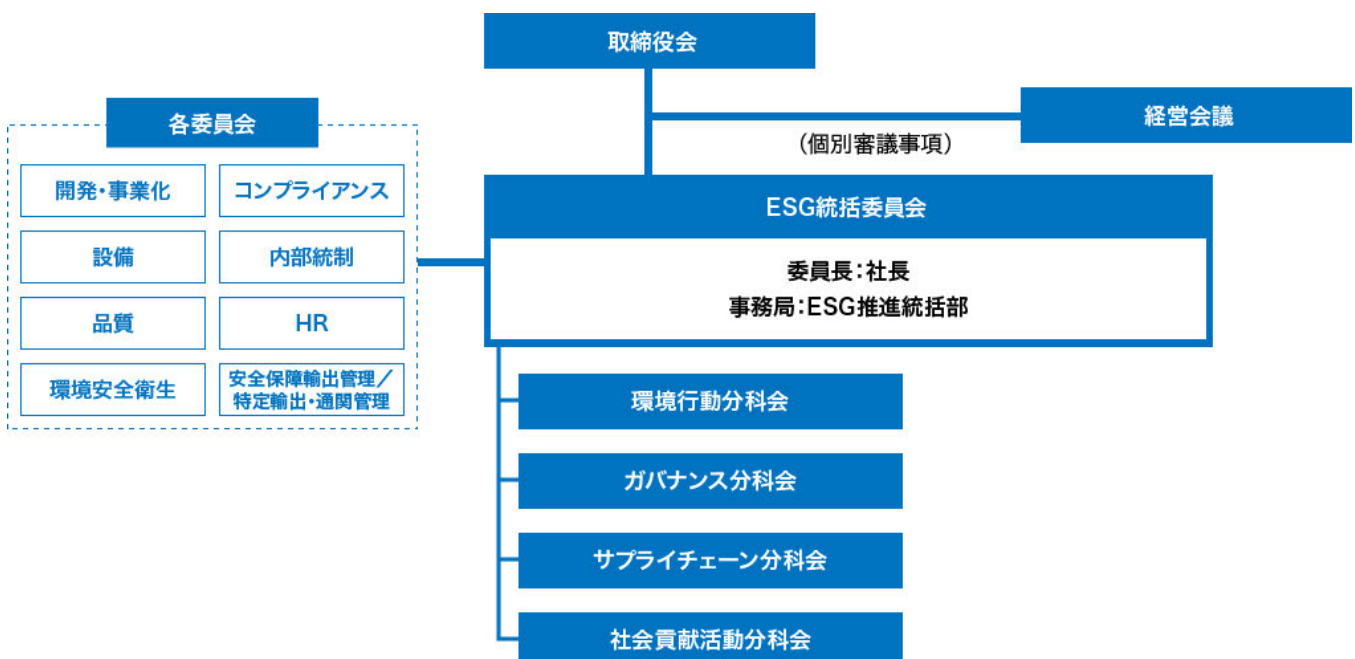 取締役会
経営会議
(個別審議事項)
各委員会
開発・事業化
コンプライアンス
設備
内部統制
品質
HR
環境安全衛生
安全保障輸出管理／
特定輸出・通関管理
ESG統括委員会
委員長：社長
事務局：ESG推進統括部
環境行動分科会
ガバナンス分科会
サプライチェーン分科会
社会貢献活動分科会